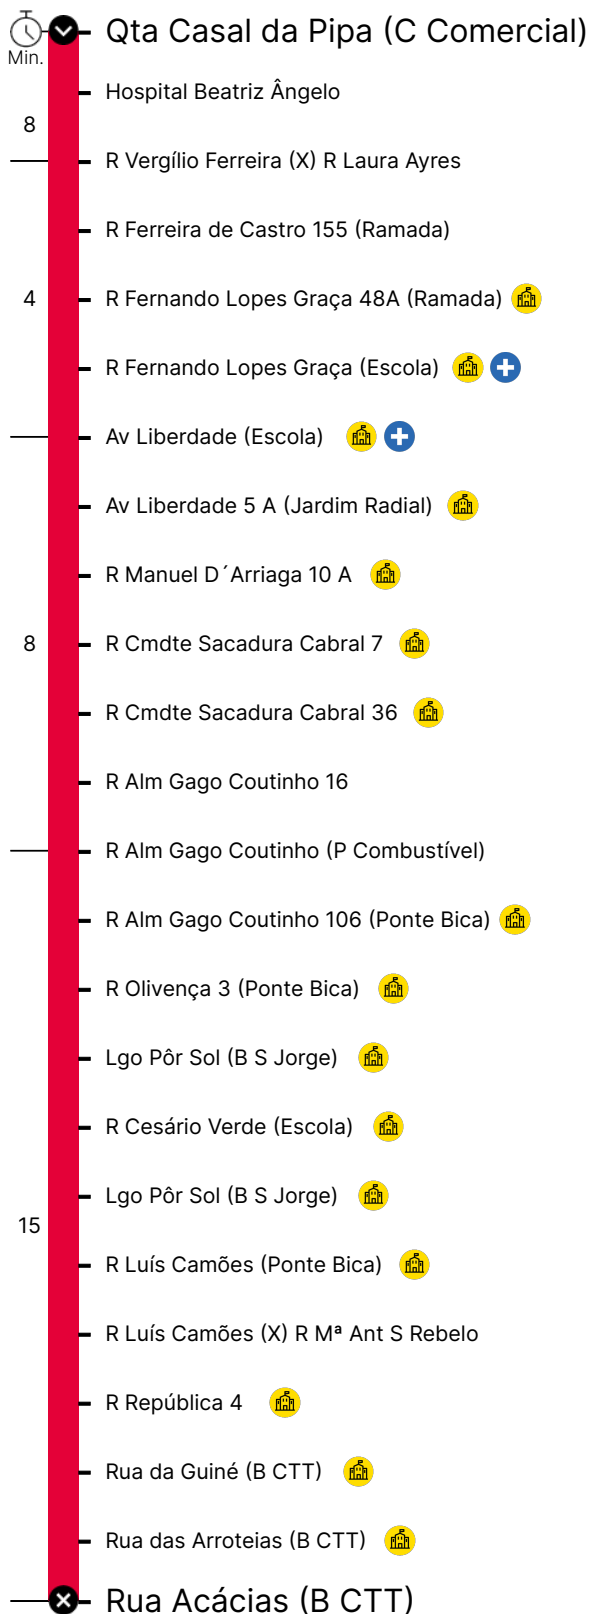 Qta Casal da Pipa (C Comercial)
Min.
Hospital Beatriz Ângelo
8
R Vergílio Ferreira (X) R Laura Ayres
R Ferreira de Castro 155 (Ramada)
4
R Fernando Lopes Graça 48A (Ramada)
R Fernando Lopes Graça (Escola)
Av Liberdade (Escola)
Av Liberdade 5 A (Jardim Radial)
R Manuel D´Arriaga 10 A
8
R Cmdte Sacadura Cabral 7
R Cmdte Sacadura Cabral 36
R Alm Gago Coutinho 16
R Alm Gago Coutinho (P Combustível)
R Alm Gago Coutinho 106 (Ponte Bica)
R Olivença 3 (Ponte Bica)
Lgo Pôr Sol (B S Jorge)
R Cesário Verde (Escola)
Lgo Pôr Sol (B S Jorge)
15
R Luís Camões (Ponte Bica)
R Luís Camões (X) R Mª Ant S Rebelo
R República 4
Rua da Guiné (B CTT)
Rua das Arroteias (B CTT)
Rua Acácias (B CTT)